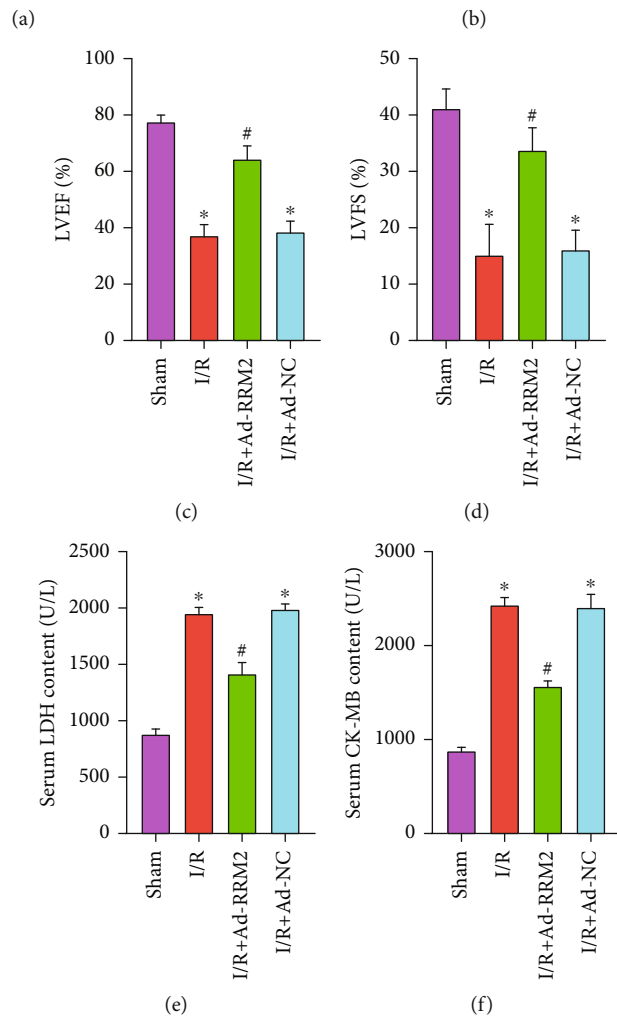 (a)
(b)
100
80
60
40
20
0
LVEF (%)
*
#
*
Sham
I/R
I/R+Ad-RRM2
I/R+Ad-NC
(c)
50
40
30
20
10
0
LVFS (%)
*
#
*
Sham
I/R
I/R+Ad-RRM2
I/R+Ad-NC
(d)
2500
2000
1500
1000
500
0
Serum LDH content (U/L)
*
#
*
Sham
I/R
I/R+Ad-RRM2
I/R+Ad-NC
(e)
3000
2000
1000
0
Serum CK-MB content (U/L)
*
#
*
Sham
I/R
I/R+Ad-RRM2
I/R+Ad-NC
(f)